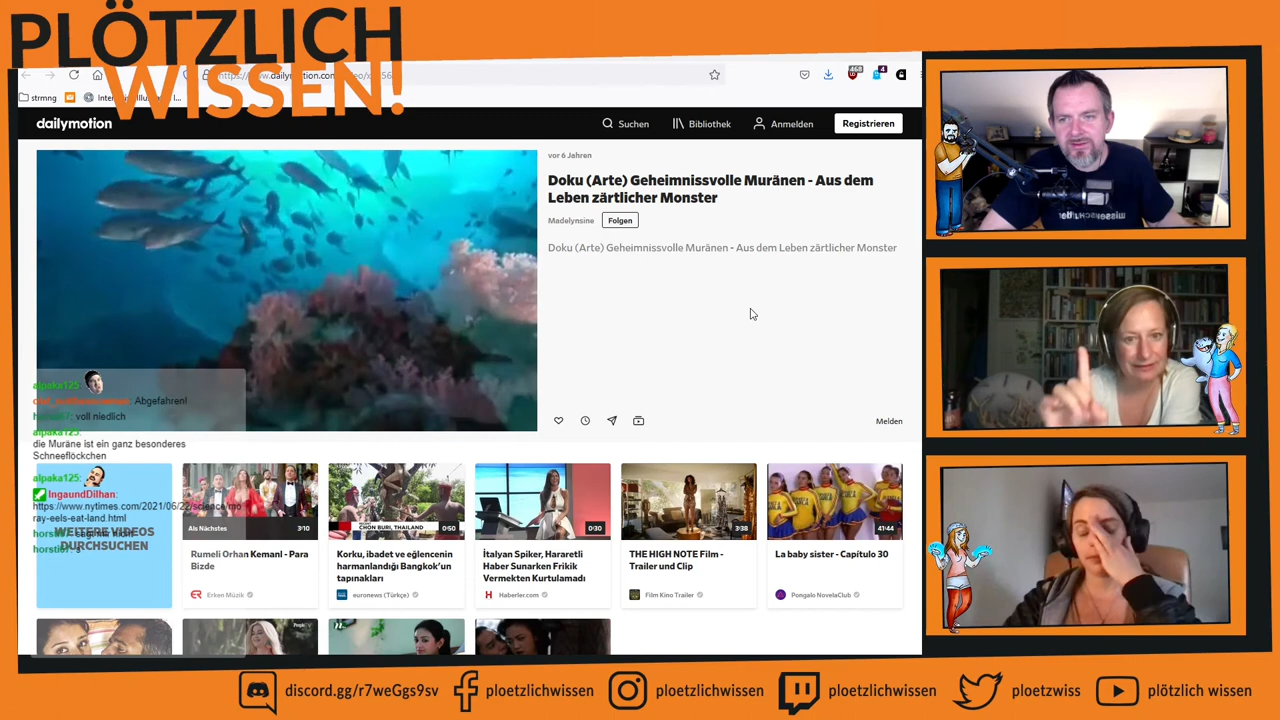 PLÖTZLICH
WISSEN!
strmng
dailymotion
Suchen
Bibliothek
Anmelden
Registrieren
vor 6 Jahren
Doku (Arte) Geheimnissvolle Muränen - Aus dem
Leben zärtlicher Monster
Madelynsine
Folgen
Doku (Arte) Geheimnissvolle Muränen - Aus dem Leben zärtlicher Monster
Melden
alpaka125
Abgefahren!
voll niedlich
alpaka125:
die Muräne ist ein ganz besonderes
Schneeflöckchen
alpaka125:
IngaundDilhan:
https://www.nytimes.com/2021/06/22/science/mo
ray-eels-eat-land.html
WEITERE VIDEOS
DURCHSUCHEN
Als Nächstes
3:10
Rumeli Orhan Kemanl - Para
Bizde
Erken Müzik
CHON BURI, THAILAND
0:50
Korku, ibadet ve eğlencenin
harmanlandığı Bangkok'un
tapınakları
euronews (Türkçe)
0:30
İtalyan Spiker, Hararetli
Haber Sunarken Frikik
Vermekten Kurtulamadı
Haberler.com
3:38
THE HIGH NOTE Film -
Trailer und Clip
Film Kino Trailer
41:44
La baby sister - Capítulo 30
Pongalo NovelaClub
discord.gg/r7weGgs9sv
ploetzlichwissen
ploetzlichwissen
ploetzlichwissen
ploetzwiss
plötzlich wissen